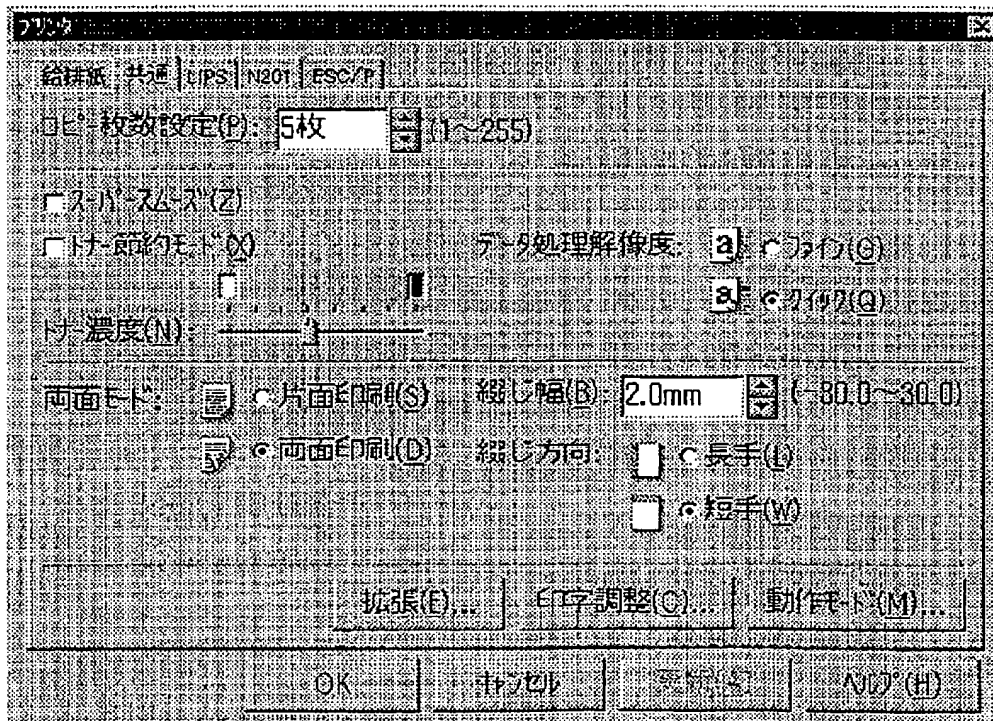 プリンタ
給排紙 共通 LIPS N201 ESC/P
コピー枚数設定(P): 5枚 (1～255)
スーパースムーズ(Z)
トナー節約モード(X) データ処理解像度: a ファイン(G)
a クイック(Q)
トナー濃度(N):
両面モード: 片面印刷(S) 綴じ幅(B): 2.0mm (-30.0～30.0)
両面印刷(D) 綴じ方向: 長手(L)
短手(W)
拡張(E)... 印字調整(C)... 動作モード(M)...
OK キャンセル ヘルプ(H)